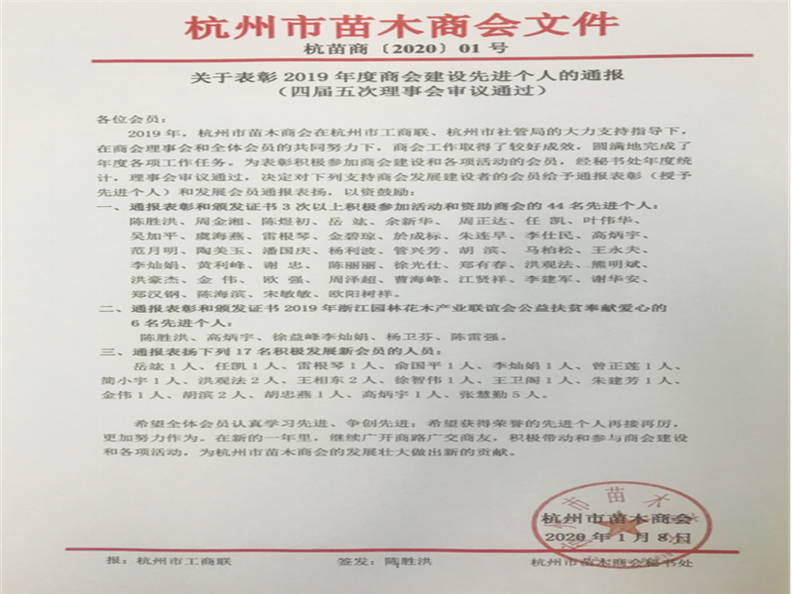 杭州市苗木商会文件
杭苗商〔2020〕01号
关于表彰2019年度商会建设先进个人的通报
（四届五次理事会审议通过）
各位会员：
2019年，杭州市苗木商会在杭州市工商联、杭州市社管局的大力支持指导下，
在商会理事会和全体会员的共同努力下，商会工作取得了较好成效，圆满地完成了
年度各项工作任务。为表彰积极参加商会建设和各项活动的会员，经秘书处年度统
计，理事会审议通过，决定对下列支持商会发展建设者的会员给予通报表彰（授予
先进个人）和发展会员通报表扬，以资鼓励：
一、通报表彰和颁发证书3次以上积极参加活动和资助商会的44名先进个人：
陈胜洪、周金湘、陈煜初、岳 竑、余新华、 周正达、任 凯、叶伟华、
吴加平、虞海燕、雷根琴、金碧琼、於成标、朱连早、李仕民、高炳宇、
范月明、陶美玉、潘国庆、杨利波、管兴芳、胡 滨、 马柏松、王永夫、
李灿娟、黄利峰、谢 忠、 陈丽丽、徐光仕、郑有春、洪观法、熊明斌、
洪豪杰、金 伟、 欧 强、 周泽超、曹海峰、江贤祥、李建军、谢华安、
郑汉钢、陈海滨、宋敏敏、欧阳树祥。
二、通报表彰和颁发证书2019年浙江园林花木产业联谊会公益扶贫奉献爱心的
6名先进个人：
陈胜洪、高炳宇、徐益峰李灿娟、杨卫芬、陈雷强。
三、通报表扬下列17名积极发展新会员的人员：
岳竑1人、任凯1人、雷根琴1人、俞国平1人、李灿娟1人、曾正莲1人、
简小宇1人、洪观法2人、王相东2人、徐智伟1人、王卫阁1人、朱建芳1人、
金伟1人、胡滨2人、胡忠燕1人、高炳宇1人、张慧勤5人。
希望全体会员认真学习先进、争创先进；希望获得荣誉的先进个人再接再厉，
更加努力作为。在新的一年里，继续广开商路广交商友，积极带动和参与商会建设
和各项活动，为杭州市苗木商会的发展壮大做出新的贡献。
杭州市苗木商会
2020年1月8日
报：杭州市工商联 签发：陈胜洪 杭州市苗木商会秘书处